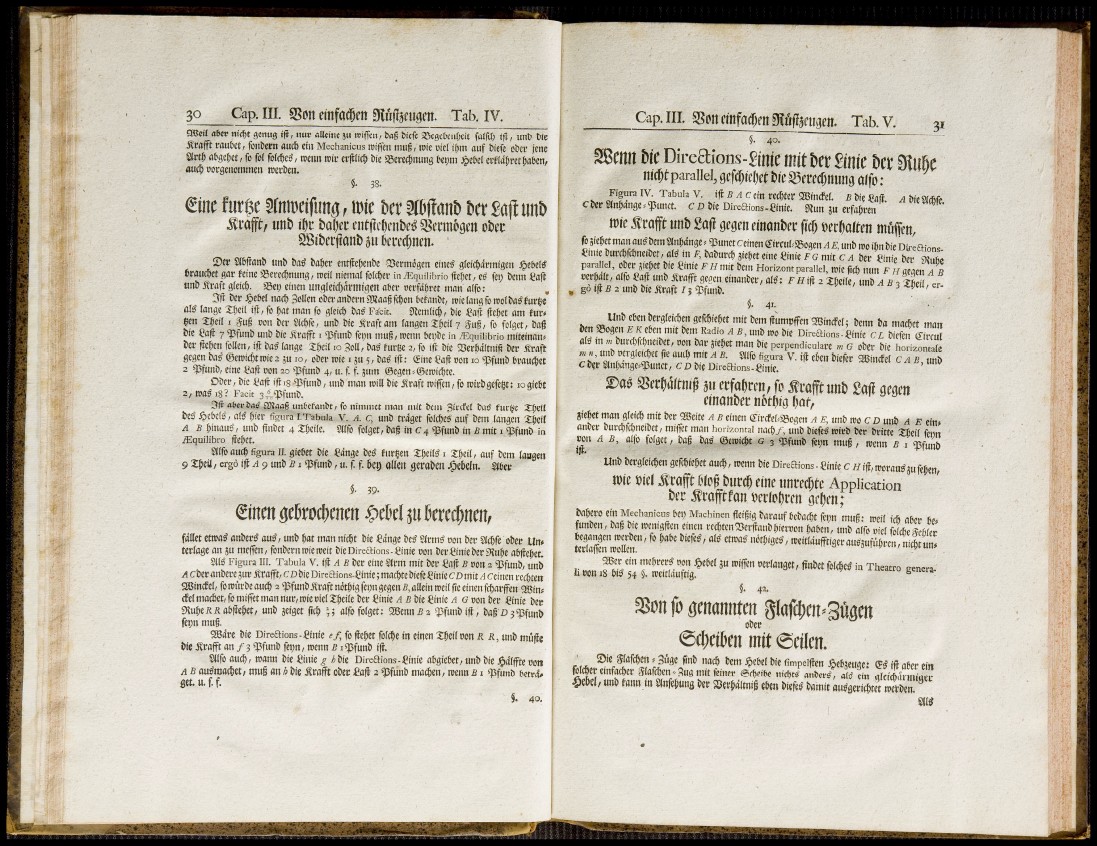 30 Cap. III. Von einfachen Rüstzeugen. Tab. IV.
Weil aber nicht genug ist, nur alleine zu wissen, daß diese Begebenheit falsch ist, und die
Krafft raubet, sondern auch ein Mechanicus wissen muß, wie viel ihm auf diese oder jene
Arth abgehet, so sol solches, wenn wir erstlich die Berechnung beym Hebel erklähret haben,
auch vorgenommen werden.
§. 38.
Eine kurtze Anweisung, wie der Abstand der Last und
Krafft, und ihr daher entstehendes Vermögen oder
Widerstand zu berechnen.
Der Abstand und das daher entstehende Vermögen eines gleichärmigen Hebels
brauchet gar keine Berechnung, weil niemal solcher in Æquilibrio stehet, es sey denn Last
und Kraft gleich. Bey einen ungleichärmigen aber verfähret man also:
Ist der Hebel nach Zollen oder andern Maaß schon bekandt, wie lang so wol das kurtze
als lange Theil ist, so hat man so gleich das Facit. Nemlich, die Last stehet am kur-
tzen Theil 1 Fuß von der Achse, und die Kraft am langen Theil 7 Fuß, so folget, daß
die Last 7 Pfund und die Krafft 1 Pfund seyn muß, wenn beyde in Æquilibrio miteinan-
der stehen sollen, ist das lange Theil 10 Zoll, das kurtze 2, so ist die Verhältniß der Kraft
gegen das Gewicht wie 2 zu 10, oder wie 1 zu 5, das ist: Eine Last von 10 Pfund brauchet
2 Pfund, eine Last von 20 Pfund 4, u. s. f. zum Gegen-Gewichte.
Oder, die Last ist 18 Pfund, und man will die Kraft wissen, so wird gesetzt: 10 giebt
2, was 18? Facit 3 Pfund.
Ist aber das Maaß unbekandt, so nimmet man mit dem Zirckel das kurtze Theil
des Hebels, als hier figura I. Tabula V. A. C, und träget solches auf dem langen Theil
A B hinaus, und findet 4 Theile. Also folget, daß in C 4 Pfund in B mit 1 Pfund in
Æquilibro stehet.
Also auch figura II. giebet die Länge des kurtzen Theils 1 Theil, auf dem langen
9 Theil, ergò ist A 9 und B 1 Pfund, u. s. f. bey allen geraden Hebeln. Aber
§. 39.
Einen gebrochenen Hebel zu berechnen,
fället etwas anders aus, und hat man nicht die Länge des Arms von der Achse oder Un-
terlage an zu messen, sondern wie weit die Directions-Linie von der Linie der Ruhe abstehet.
Als Figura III. Tabula V. ist A B der eine Arm mit der Last B von 2 Pfund, und
A C der andere zur Krafft, C D die Directions-Linie; machte diese Linie C D mit A C einen rechten
Winckel, so würde auch 2 Pfund Kraft nöthig seyn gegen B, allein weil sie einen scharffen Win-
ckel machet, so misset man nur, wie viel Theile der Linie A B die Linie A G von der Linie der
Ruhe R R abstehet, und zeiget sich ; also folget: Wenn B 2 Pfund ist, daß D 3 Pfund
seyn muß.
Wäre die Directions-Linie e f, so stehet solche in einen Theil von R R, und müste
die Krafft an f 3 Pfund seyn, wenn B 1 Pfund ist.
Also auch, wann die Linie g h die Directions-Linie abgiebet, und die Hälffte von
A B ausmachet, muß an h die Krafft oder Last 2 Pfund machen, wenn B 1 Pfund beträ-
get. u. s. f.
§. 40.
Cap. III. Von einfachen Rüstzeugen. Tab. V. 31
§. 40.
Wenn die Directions-Linie mit der Linie der Ruhe
nicht parallel, geschiehet die Berechnung also:
Figura IV. Tabula V. ist B A C ein rechter Winckel. B die Last. A die Achse.
C der Anhänge-Punct. C D die Directions-Linie. Nun zu erfahren
wie Krafft und Last gegen einander sich verhalten müssen,
so ziehet man aus dem Anhänge-Punct C einen Circul-Bogen A E, und wo ihn die Directions-
Linie durchschneidet, als in F, dadurch ziehet eine Linie F G mit C A der Linie der Ruhe
parallel, oder ziehet die Linie F H mit dem Horizont parallel, wie sich nun F H gegen A B
verhält, also Last und Krafft gegen einander, als: F H ist 2 Theile, und A B 3 Theil, er-
gò ist B 2 und die Kraft I 3 Pfund.
§. 41.
Und eben dergleichen geschiehet mit dem stumpffen Winckel; denn da machet man
den Bogen E K eben mit dem Radio A B, und wo die Directions-Linie C L diesen Circul
als in m durchschneidet, von dar ziehet man die perpendiculare m G oder die horizontale
m n, und vergleichet sie auch mit A B. Also figura V. ist eben dieser Winckel C A B, und
C der Anhänge-Punct, C D die Directions-Linie.
Das Verhältniß zu erfahren, so Krafft und Last gegen
einander nöthig hat,
ziehet man gleich mit der Weite A B einen Circkel-Bogen A E, und wo C D und A E ein-
ander durchschneidet, misset man horizontal nach f, und dieses wird der dritte Theil seyn
von A B, also folget, daß das Gewicht G 3 Pfund seyn muß, wenn B 1 Pfund
ist.
Und dergleichen geschiehet auch, wenn die Directions-Linie C H ist, woraus zu sehen,
wie viel Krafft bloß durch eine unrechte Application
der Krafft kan verlohren gehen;
dahero ein Mechanicus bey Machinen fleißig darauf bedacht seyn muß: weil ich aber be-
funden, daß die wenigsten einen rechten Verstand hiervon haben, und also viel solche Fehler
begangen werden, so habe dieses, als etwas nöthiges, weitläufftiger auszuführen, nicht un-
terlassen wollen.
Wer ein mehrers vom Hebel zu wissen verlanget, findet solches in Theatro genera-
li von 18 bis 54 §. weitläuftig.
§. 42.
Von so genannten Flaschen-Zügen
oder
Scheiben mit Seilen.
Die Flaschen-Züge sind nach dem Hebel die simpelsten Hebzeuge: Es ist aber ein
solcher einfacher Flaschen-Zug mit seiner Scheibe nichts anders, als ein gleichärmiger
Hebel, und kann in Ansehung der Verhältniß eben dieses damit ausgerichtet werden.
Als